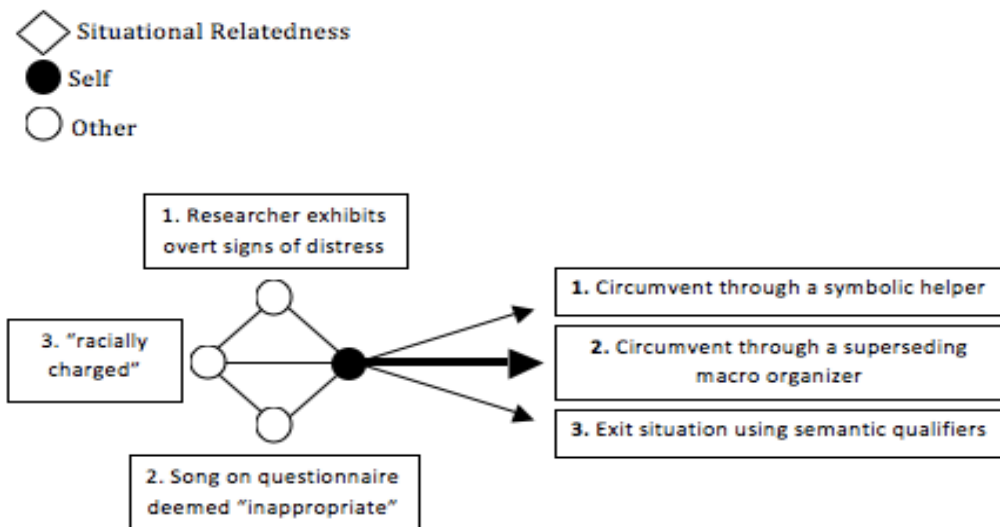 Situational Relatedness
Self
Other
1. Researcher exhibits
overt signs of distress
3. "racially
charged"
2. Song on questionnaire
deemed "inappropriate"
1. Circumvent through a symbolic helper
2. Circumvent through a superseding
macro organizer
3. Exit situation using semantic qualifiers